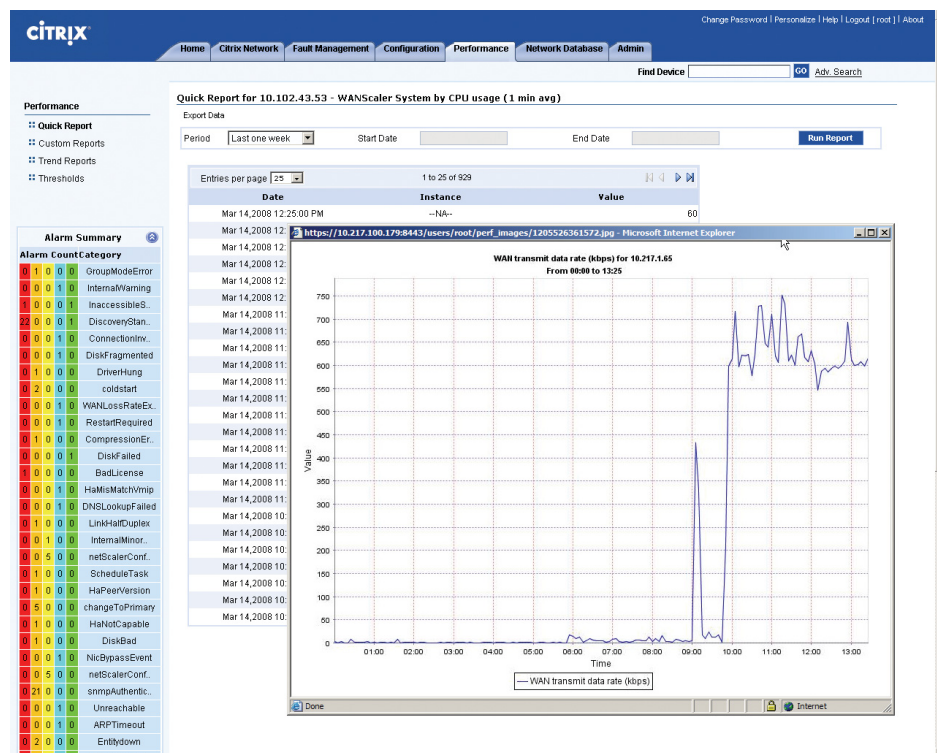 Change Password | Personalize | Help | Logout [ root ] | About
CITRIX
Home Citrix Network Fault Management Configuration Performance Network Database Admin
Find Device GO Adv. Search
Performance
Quick Report
Custom Reports
Trend Reports
Thresholds
Quick Report for 10.102.43.53 - WANScaler System by CPU usage (1 min avg)
Export Data
Period Last one week Start Date End Date Run Report
Entries per page 25 1 to 25 of 929
Date Instance Value
Mar 14,2008 12:25:00 PM --NA-- 60
Mar 14,2008 12:
Mar 14,2008 12:
Mar 14,2008 12:
Mar 14,2008 12:
Mar 14,2008 12:
Mar 14,2008 11:
Mar 14,2008 11:
Mar 14,2008 11:
Mar 14,2008 11:
Mar 14,2008 11:
Mar 14,2008 11:
Mar 14,2008 11:
Mar 14,2008 11:
Mar 14,2008 11:
Mar 14,2008 11:
Mar 14,2008 11:
Mar 14,2008 11:
Mar 14,2008 10:
Mar 14,2008 10:
Mar 14,2008 10:
Mar 14,2008 10:
Mar 14,2008 10:
Mar 14,2008 10:
Mar 14,2008 10:
Alarm Summary
Alarm Count Category
0 1 0 0 0 GroupModeError
0 0 0 1 0 InternalWarning
1 0 0 0 1 InaccessibleS..
22 0 0 0 1 DiscoveryStan..
0 0 0 1 0 ConnectionInv..
0 0 0 1 0 DiskFragmented
0 1 0 0 0 DriverHung
0 2 0 0 0 coldstart
0 0 0 1 0 WANLossRateEx..
0 0 0 1 0 RestartRequired
0 1 0 0 0 CompressionEr..
0 0 0 0 1 DiskFailed
1 0 0 0 0 BadLicense
0 0 0 1 0 HaMisMatchVmip
0 0 0 1 0 DNSLookupFailed
0 1 0 0 0 LinkHalfDuplex
0 0 1 0 0 InternalMinor..
0 0 5 0 0 netScalerConf..
0 1 0 0 0 ScheduleTask
0 1 0 0 0 HaPeerVersion
0 5 0 0 0 changeToPrimary
0 1 0 0 0 HaNotCapable
0 1 0 0 0 DiskBad
0 0 0 1 0 NicBypassEvent
0 0 5 0 0 netScalerConf..
0 21 0 0 0 snmpAuthentic..
0 0 0 1 0 Unreachable
0 0 0 1 0 ARPTimeout
0 2 0 0 0 Entitydown
https://10.217.100.179:8443/users/root/perf_images/1205526361572.jpg - Microsoft Internet Explorer
WAN transmit data rate (kbps) for 10.217.1.65
From 00:00 to 13:25
750
700
650
600
550
500
450
400
350
300
250
200
150
100
50
0
Value
01:00 02:00 03:00 04:00 05:00 06:00 07:00 08:00 09:00 10:00 11:00 12:00 13:00
Time
WAN transmit data rate (kbps)
Done Internet